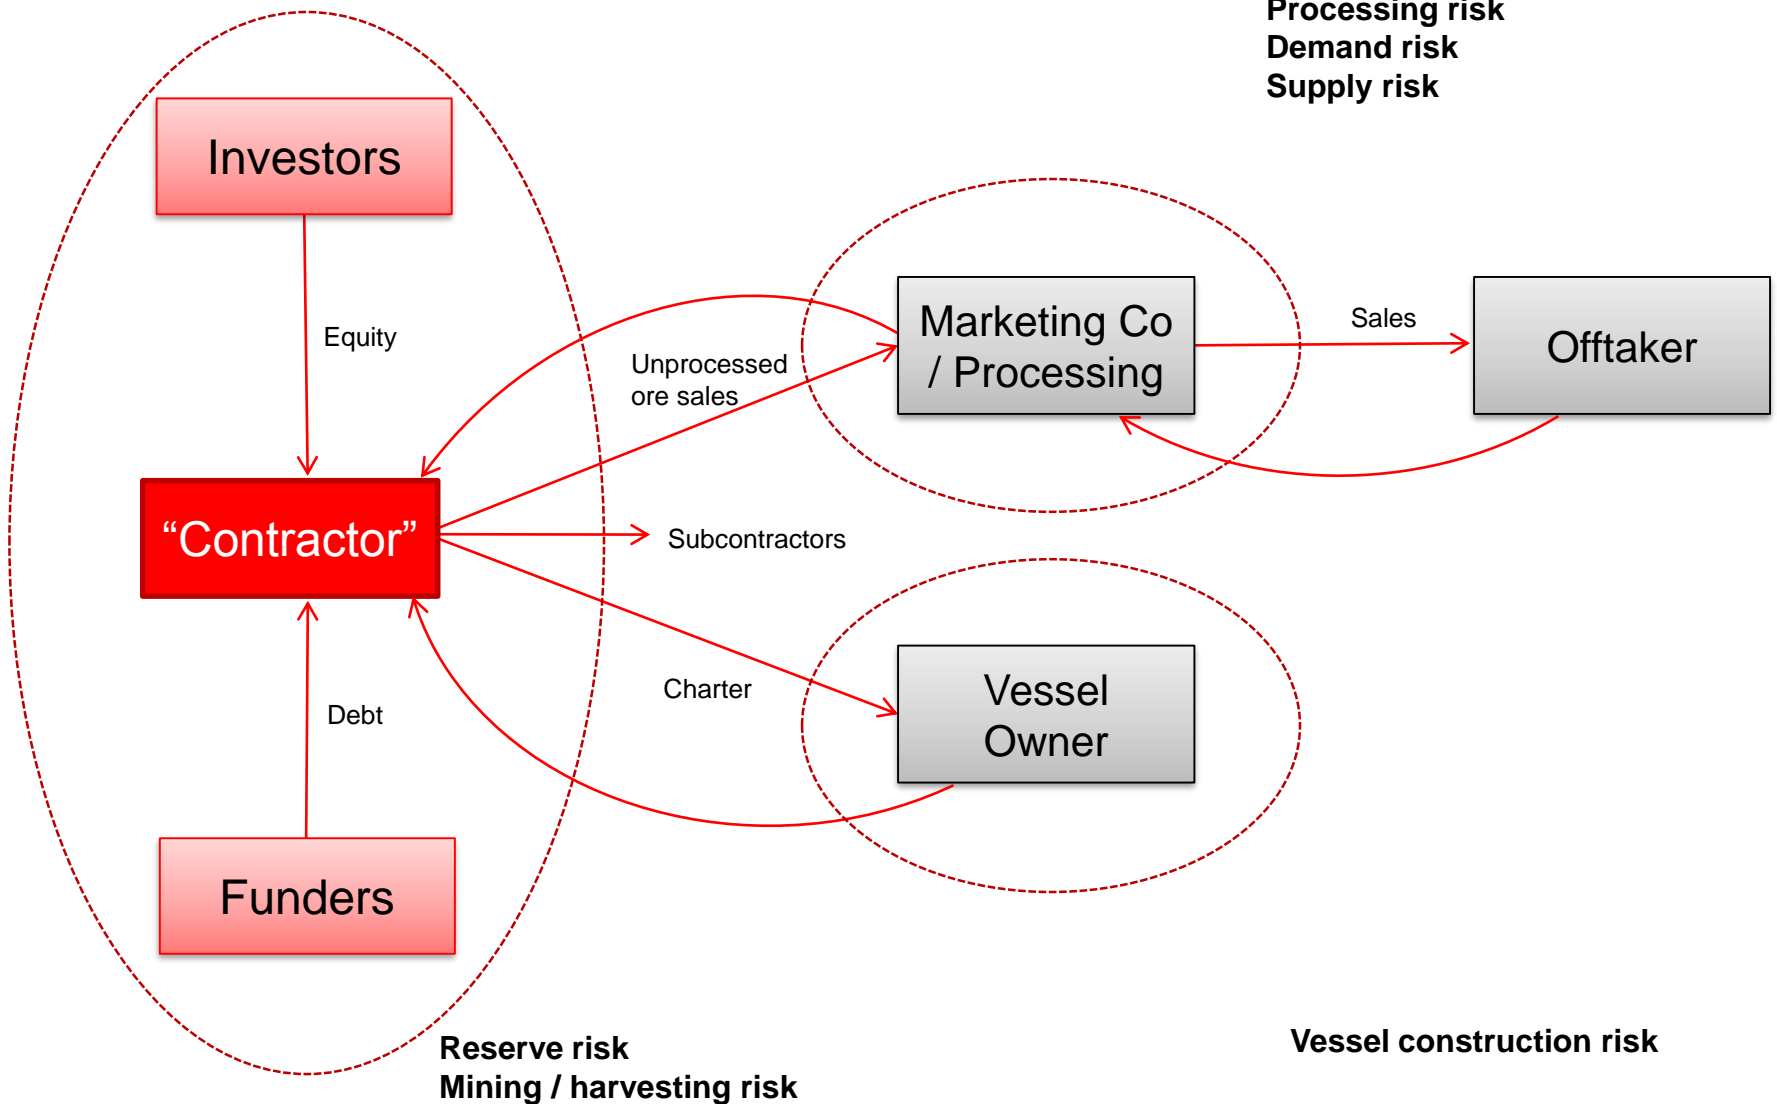 Processing risk
Demand risk
Supply risk
Investors
Equity
Unprocessed
ore sales
Marketing Co
/ Processing
Sales
Offtaker
“Contractor”
Subcontractors
Charter
Debt
Vessel
Owner
Funders
Reserve risk
Mining / harvesting risk
Vessel construction risk